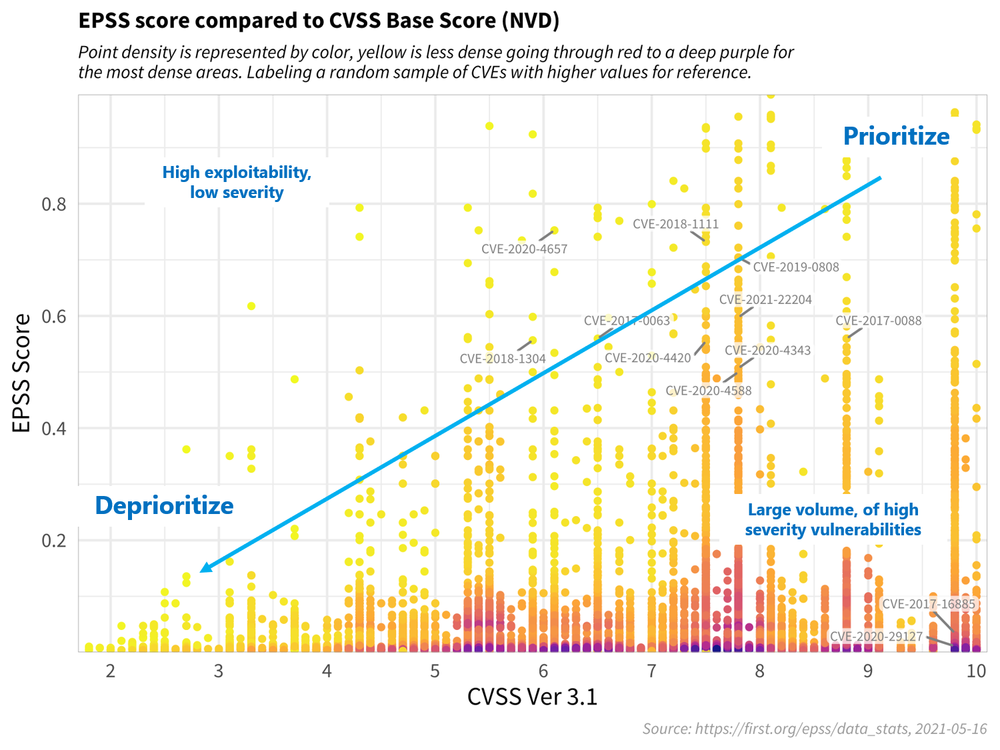 EPSS score compared to CVSS Base Score (NVD)
Point density is represented by color, yellow is less dense going through red to a deep purple for
the most dense areas. Labeling a random sample of CVEs with higher values for reference.
Prioritize
High exploitability,
low severity
0.8
CVE-2018-1111
CVE-2020-4657
CVE-2019-0808
CVE-2021-22204
0.6
CVE-2017-0063
CVE-2017-0088
CVE-2018-1304
CVE-2020-4420
CVE-2020-4343
CVE-2020-4588
EPSS Score
0.4
Deprioritize
Large volume, of high
severity vulnerabilities
0.2
CVE-2017-16885
CVE-2020-29127
2 3 4 5 6 7 8 9 10
CVSS Ver 3.1
Source: https://first.org/epss/data_stats, 2021-05-16